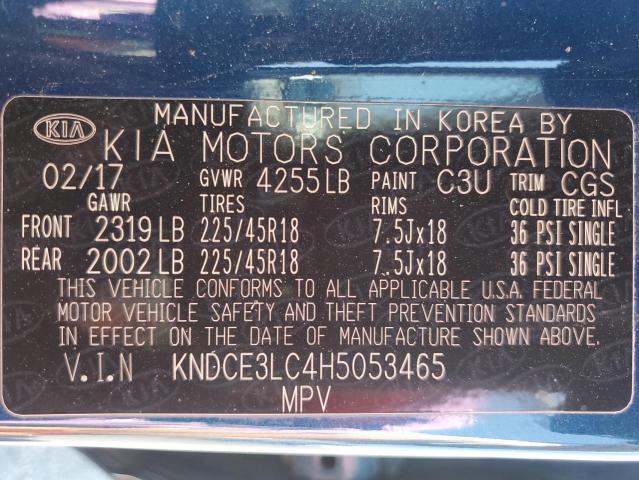 MANUFACTURED IN KOREA BY
KIA KIA MOTORS CORPORATION
02/17 GVWR 4255LB PAINT C3U TRIM CGS
GAWR TIRES RIMS COLD TIRE INFL
FRONT 2319LB 225/45R18 7.5Jx18 36 PSI SINGLE
REAR 2002LB 225/45R18 7.5Jx18 36 PSI SINGLE
THIS VEHICLE CONFORMS TO ALL APPLICABLE U.S.A. FEDERAL
MOTOR VEHICLE SAFETY AND THEFT PREVENTION STANDARDS
IN EFFECT ON THE DATE OF MANUFACTURE SHOWN ABOVE.
V.I.N KNDCE3LC4H5053465
MPV